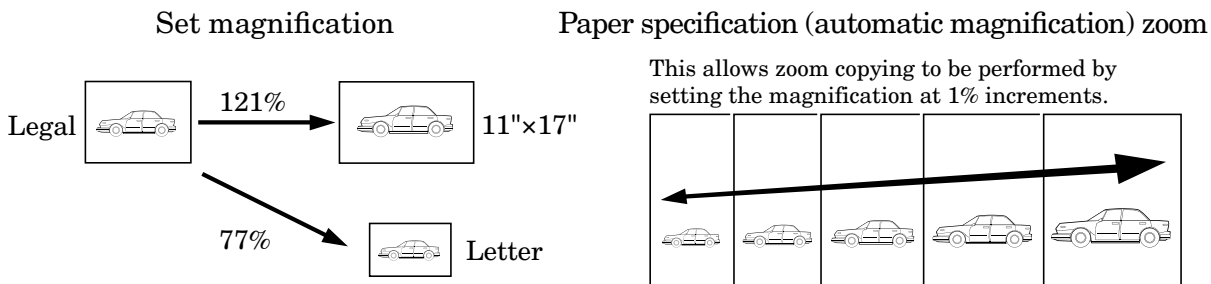 Set magnification
Legal
121%
11"×17"
77%
Letter
Paper specification (automatic magnification) zoom
This allows zoom copying to be performed by
setting the magnification at 1% increments.